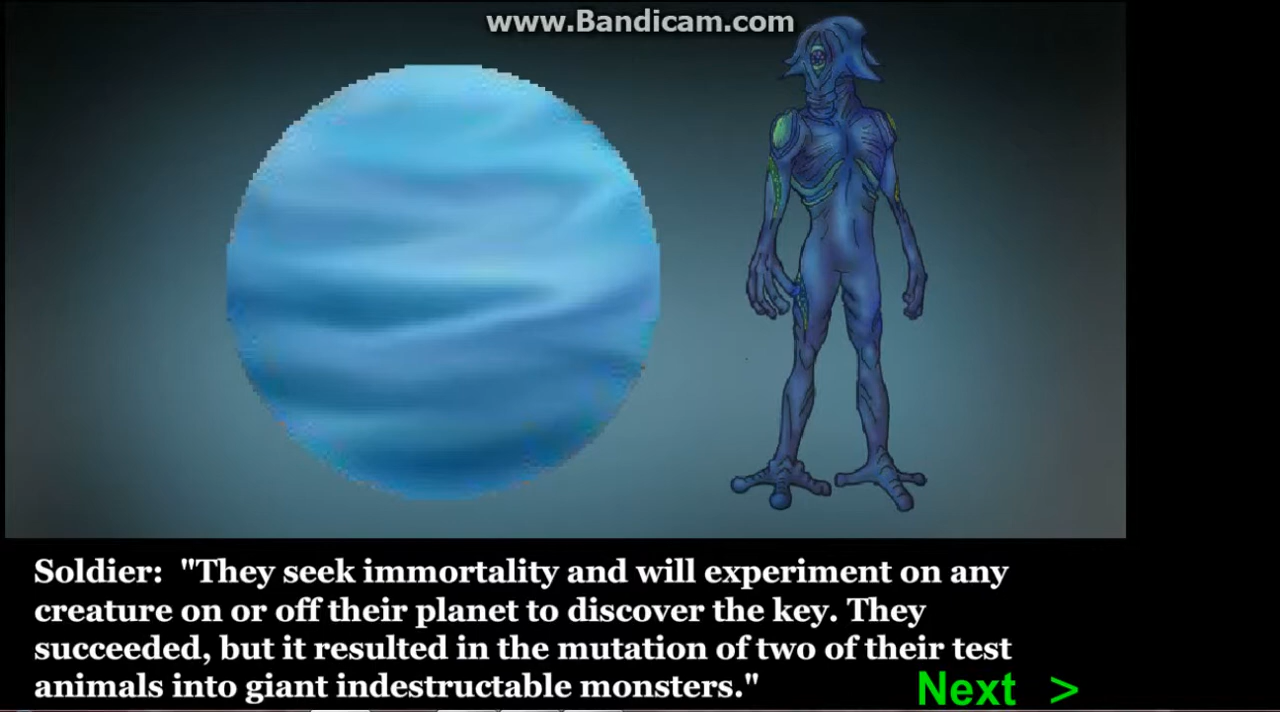 www.Bandicam.com
Soldier:  "They seek immortality and will experiment on any
creature on or off their planet to discover the key. They
succeeded, but it resulted in the mutation of two of their test
animals into giant indestructable monsters."
Next >